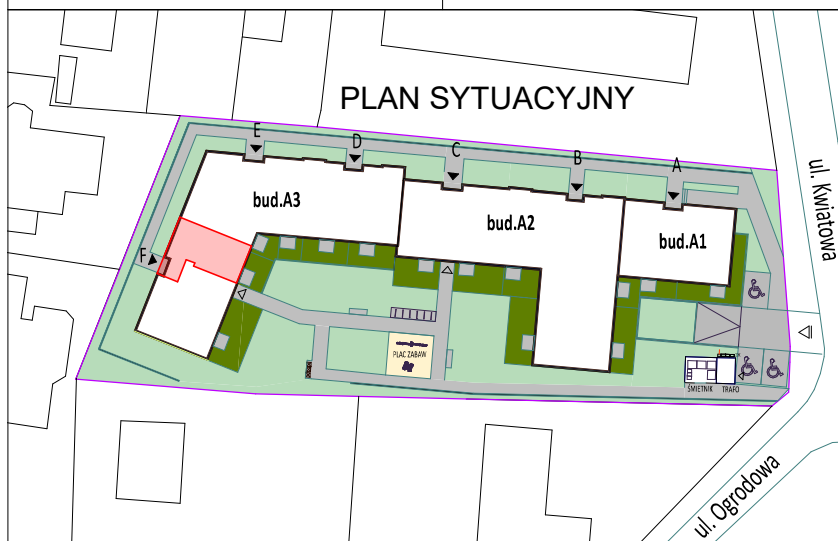 PLAN SYTUACYJNY
E
D
C
B
A
ul. Kwiatowa
bud.A3
bud.A2
bud.A1
F
PLAC ZABAW
ŚMIETNIK
TRAFO
ul. Ogrodowa